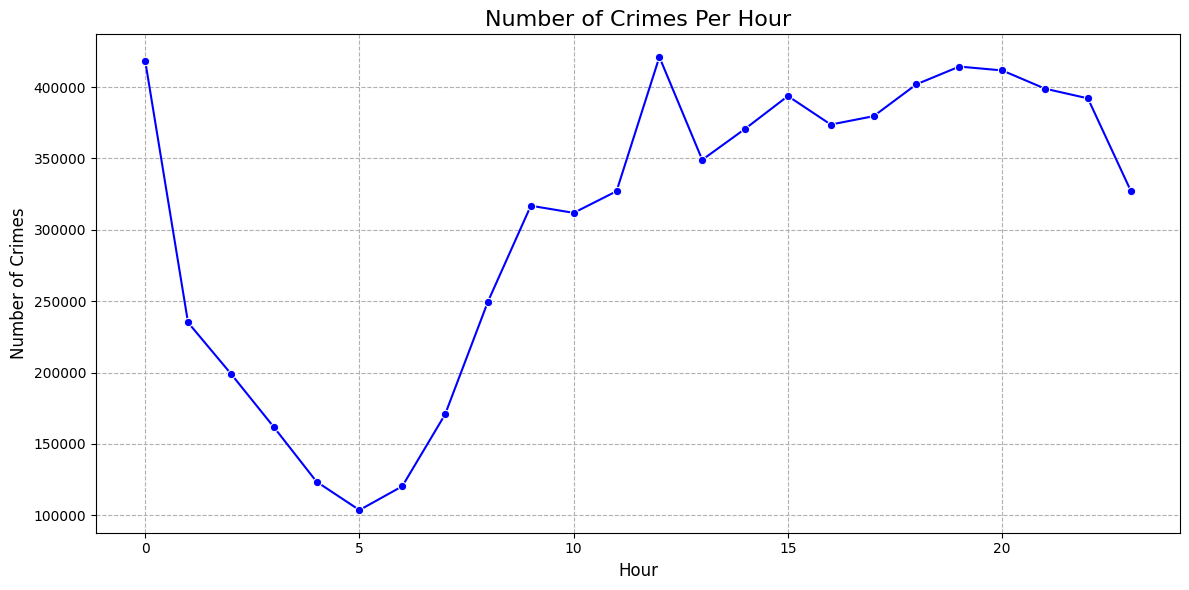 Number of Crimes Per Hour
Number of Crimes
400000
350000
300000
250000
200000
150000
100000
0 5 10 15 20
Hour